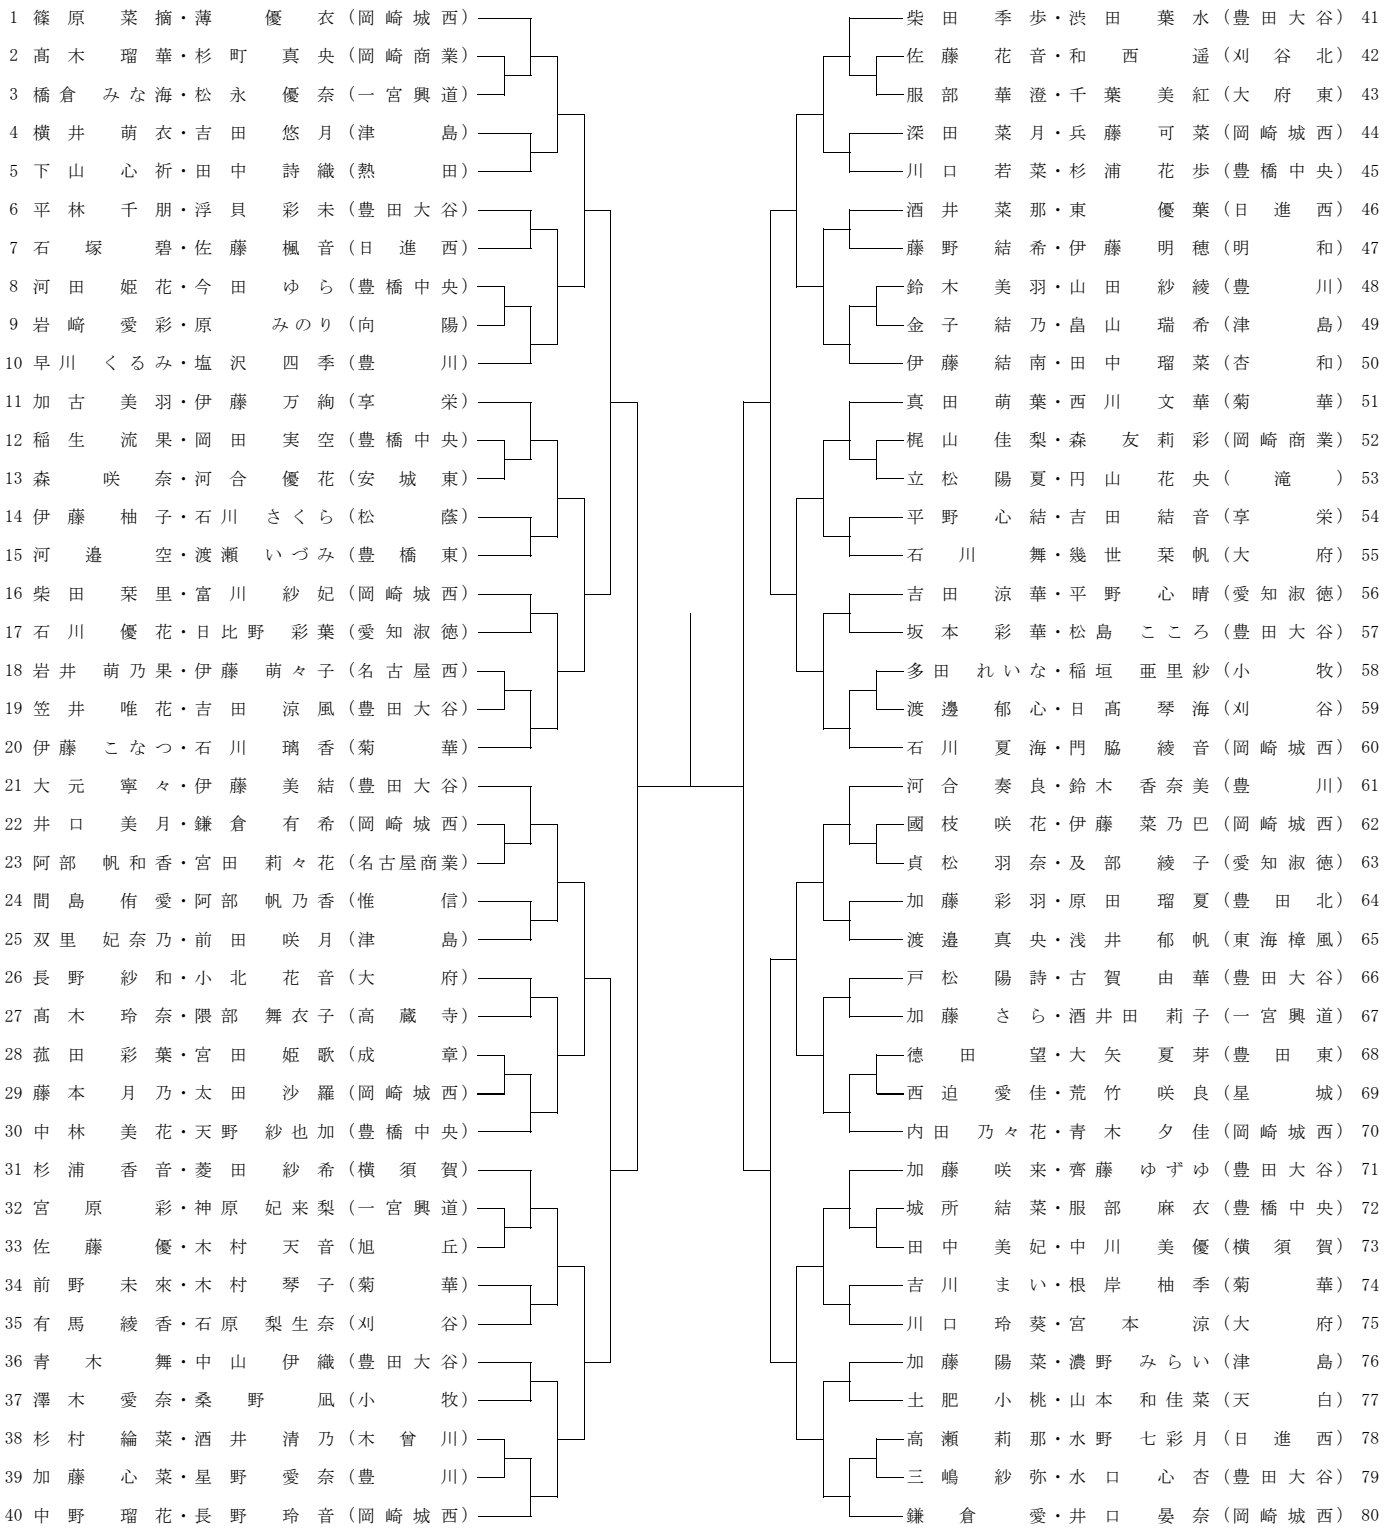 1 篠原 菜摘・薄 優衣（岡崎城西）
2 髙木 瑠華・杉町 真央（岡崎商業）
3 橋倉 みな海・松永 優奈（一宮興道）
4 横井 萌衣・吉田 悠月（津島）
5 下山 心祈・田中 詩織（熱田）
6 平林 千朋・浮貝 彩未（豊田大谷）
7 石塚 碧・佐藤 楓音（日進西）
8 河田 姫花・今田 ゆら（豊橋中央）
9 岩﨑 愛彩・原 みのり（向陽）
10 早川 くるみ・塩沢 四季（豊川）
11 加古 美羽・伊藤 万絢（享栄）
12 稲生 流果・岡田 実空（豊橋中央）
13 森 咲奈・河合 優花（安城東）
14 伊藤 柚子・石川 さくら（松蔭）
15 河邉 空・渡瀬 いづみ（豊橋東）
16 柴田 栞里・富川 紗妃（岡崎城西）
17 石川 優花・日比野 彩葉（愛知淑徳）
18 岩井 萌乃果・伊藤 萌々子（名古屋西）
19 笠井 唯花・吉田 涼風（豊田大谷）
20 伊藤 こなつ・石川 璃香（菊華）
21 大元 寧々・伊藤 美結（豊田大谷）
22 井口 美月・鎌倉 有希（岡崎城西）
23 阿部 帆和香・宮田 莉々花（名古屋商業）
24 間島 侑愛・阿部 帆乃香（惟信）
25 双里 妃奈乃・前田 咲月（津島）
26 長野 紗和・小北 花音（大府）
27 髙木 玲奈・隈部 舞衣子（高蔵寺）
28 菰田 彩葉・宮田 姫歌（成章）
29 藤本 月乃・太田 沙羅（岡崎城西）
30 中林 美花・天野 紗也加（豊橋中央）
31 杉浦 香音・菱田 紗希（横須賀）
32 宮原 彩・神原 妃来梨（一宮興道）
33 佐藤 優・木村 天音（旭丘）
34 前野 未來・木村 琴子（菊華）
35 有馬 綾香・石原 梨生奈（刈谷）
36 青木 舞・中山 伊織（豊田大谷）
37 澤木 愛奈・桑野 凪（小牧）
38 杉村 綸菜・酒井 清乃（木曾川）
39 加藤 心菜・星野 愛奈（豊川）
40 中野 瑠花・長野 玲音（岡崎城西）
柴田 季歩・渋田 葉水（豊田大谷） 41
佐藤 花音・和西 遥（刈谷北） 42
服部 華澄・千葉 美紅（大府東） 43
深田 菜月・兵藤 可菜（岡崎城西） 44
川口 若菜・杉浦 花歩（豊橋中央） 45
酒井 菜那・東 優葉（日進西） 46
藤野 結希・伊藤 明穂（明和） 47
鈴木 美羽・山田 紗綾（豊川） 48
金子 結乃・畠山 瑞希（津島） 49
伊藤 結南・田中 瑠菜（杏和） 50
真田 萌葉・西川 文華（菊華） 51
梶山 佳梨・森 友莉彩（岡崎商業） 52
立松 陽夏・円山 花央（滝） 53
平野 心結・吉田 結音（享栄） 54
石川 舞・幾世 栞帆（大府） 55
吉田 涼華・平野 心晴（愛知淑徳） 56
坂本 彩華・松島 こころ（豊田大谷） 57
多田 れいな・稲垣 亜里紗（小牧） 58
渡邊 郁心・日髙 琴海（刈谷） 59
石川 夏海・門脇 綾音（岡崎城西） 60
河合 奏良・鈴木 香奈美（豊川） 61
國枝 咲花・伊藤 菜乃巴（岡崎城西） 62
貞松 羽奈・及部 綾子（愛知淑徳） 63
加藤 彩羽・原田 瑠夏（豊田北） 64
渡邉 真央・浅井 郁帆（東海樟風） 65
戸松 陽詩・古賀 由華（豊田大谷） 66
加藤 さら・酒井田 莉子（一宮興道） 67
德田 望・大矢 夏芽（豊田東） 68
西迫 愛佳・荒竹 咲良（星城） 69
内田 乃々花・青木 夕佳（岡崎城西） 70
加藤 咲来・齊藤 ゆずゆ（豊田大谷） 71
城所 結菜・服部 麻衣（豊橋中央） 72
田中 美妃・中川 美優（横須賀） 73
吉川 まい・根岸 柚季（菊華） 74
川口 玲葵・宮本 涼（大府） 75
加藤 陽菜・濃野 みらい（津島） 76
土肥 小桃・山本 和佳菜（天白） 77
高瀬 莉那・水野 七彩月（日進西） 78
三嶋 紗弥・水口 心杏（豊田大谷） 79
鎌倉 愛・井口 晏奈（岡崎城西） 80